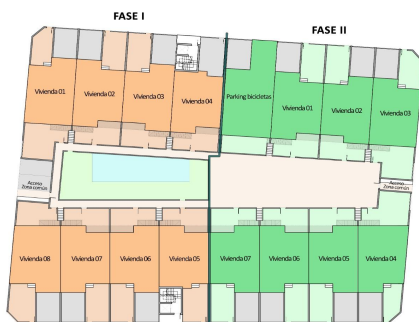 FASE I
FASE II
Vivienda 01
Vivienda 02
Vivienda 03
Vivienda 04
Parking bicicletas
Vivienda 01
Vivienda 02
Vivienda 03
Acceso
Zona común
Acceso
Zona común
Vivienda 08
Vivienda 07
Vivienda 06
Vivienda 05
Vivienda 07
Vivienda 06
Vivienda 05
Vivienda 04